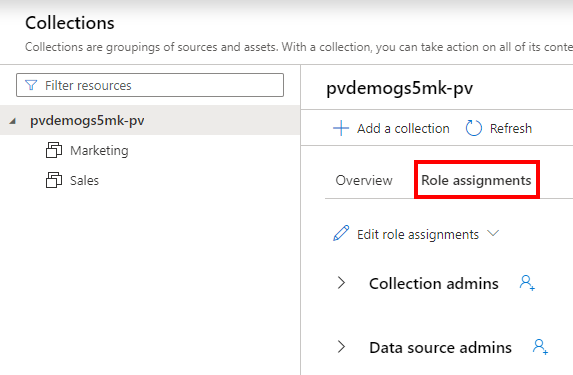 Collections
Collections are groupings of sources and assets. With a collection, you can take action on all of its conte
Filter resources
pvdemogs5mk-pv
Marketing
Sales
pvdemogs5mk-pv
Add a collection
Refresh
Overview
Role assignments
Edit role assignments
Collection admins
Data source admins